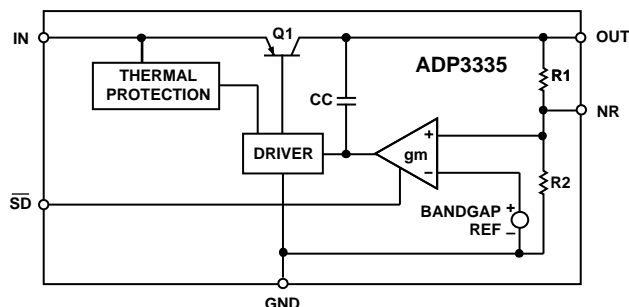 IN
Q1
OUT
THERMAL
PROTECTION
ADP3335
R1
CC
NR
+
DRIVER
gm
–
R2
SD
BANDGAP
REF
+
–
GND